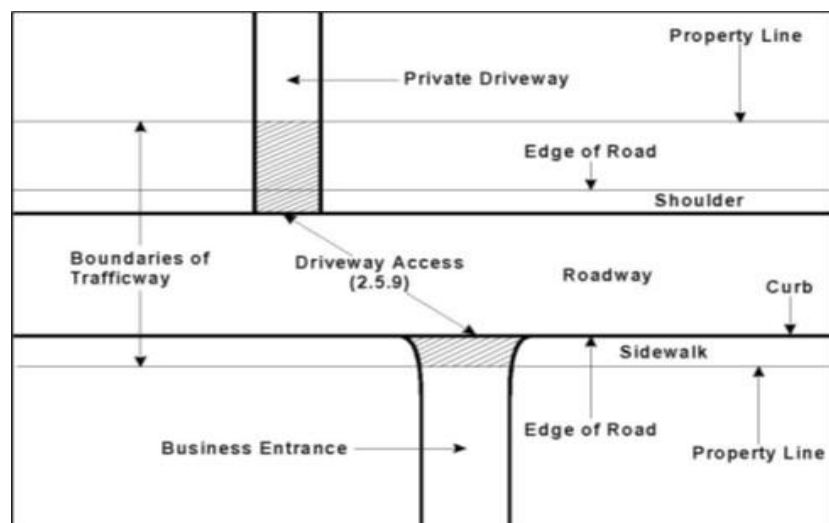 Property Line
Private Driveway
Edge of Road
Shoulder
Boundaries of
Trafficway
Driveway Access
(2.5.9)
Roadway
Curb
Sidewalk
Edge of Road
Business Entrance
Property Line